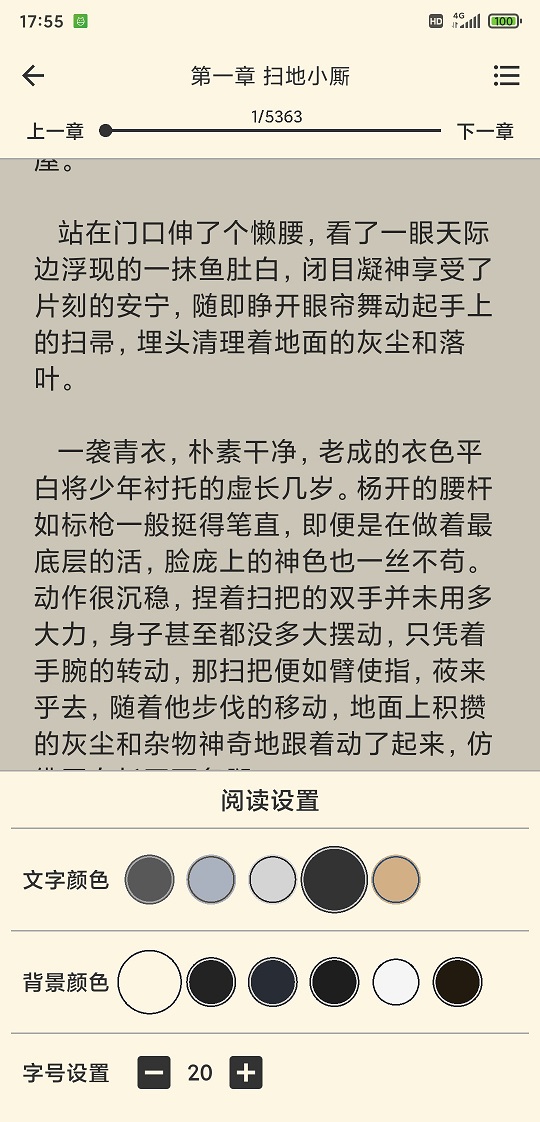 17:55
HD 4G 100
第一章 扫地小厮
上一章 1/5363 下一章
屋。
站在门口伸了个懒腰，看了一眼天际
边浮现的一抹鱼肚白，闭目凝神享受了
片刻的安宁，随即睁开眼帘舞动起手上
的扫帚，埋头清理着地面的灰尘和落
叶。
一袭青衣，朴素干净，老成的衣色平
白将少年衬托的虚长几岁。杨开的腰杆
如标枪一般挺得笔直，即便是在做着最
底层的活，脸庞上的神色也一丝不苟。
动作很沉稳，捏着扫把的双手并未用多
大力，身子甚至都没多大摆动，只凭着
手腕的转动，那扫把便如臂使指，莜来
乎去，随着他步伐的移动，地面上积攒
的灰尘和杂物神奇地跟着动了起来，仿
阅读设置
文字颜色
背景颜色
字号设置 20